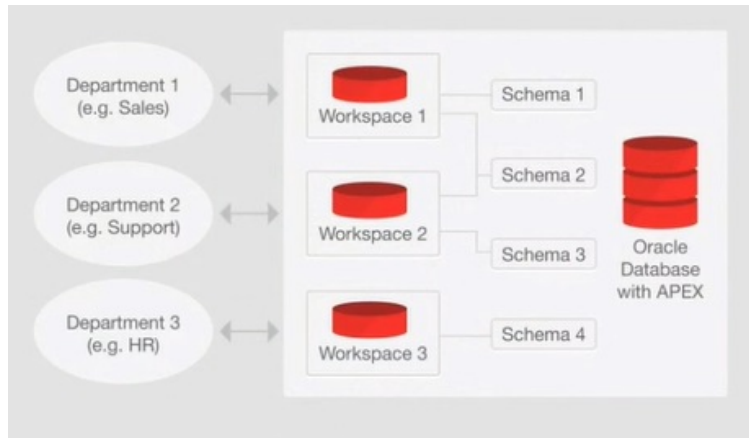 Department 1
(e.g. Sales)
Workspace 1
Schema 1
Department 2
(e.g. Support)
Workspace 2
Schema 2
Schema 3
Department 3
(e.g. HR)
Workspace 3
Schema 4
Oracle
Database
with APEX